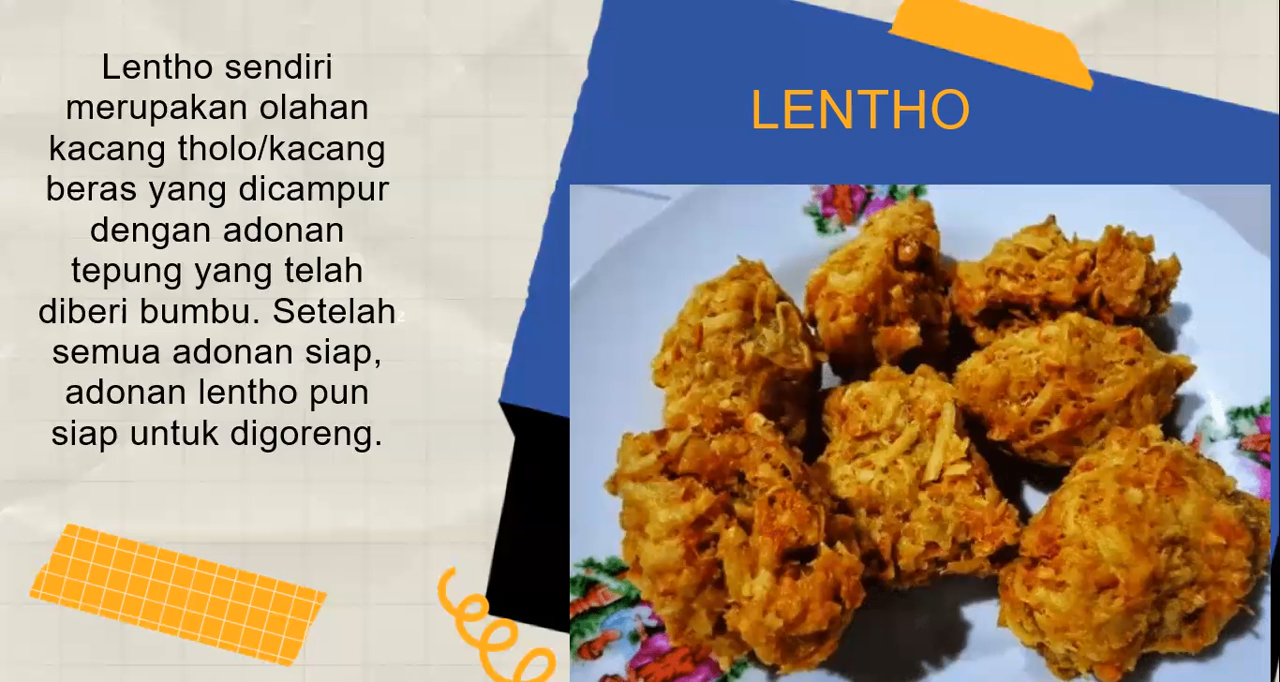 Lentho sendiri
merupakan olahan
kacang tholo/kacang
beras yang dicampur
dengan adonan
tepung yang telah
diberi bumbu. Setelah
semua adonan siap,
adonan lentho pun
siap untuk digoreng.
LENTHO